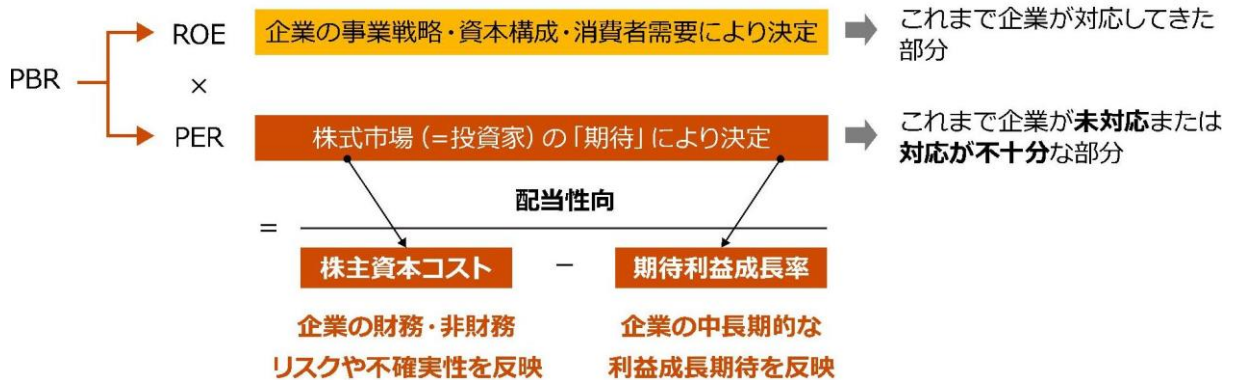 PBR
ROE
企業の事業戦略・資本構成・消費者需要により決定
これまで企業が対応してきた
部分
×
PER
株式市場（=投資家）の「期待」により決定
これまで企業が未対応または
対応が不十分な部分
=
配当性向
株主資本コスト
−
期待利益成長率
企業の財務・非財務
リスクや不確実性を反映
企業の中長期的な
利益成長期待を反映